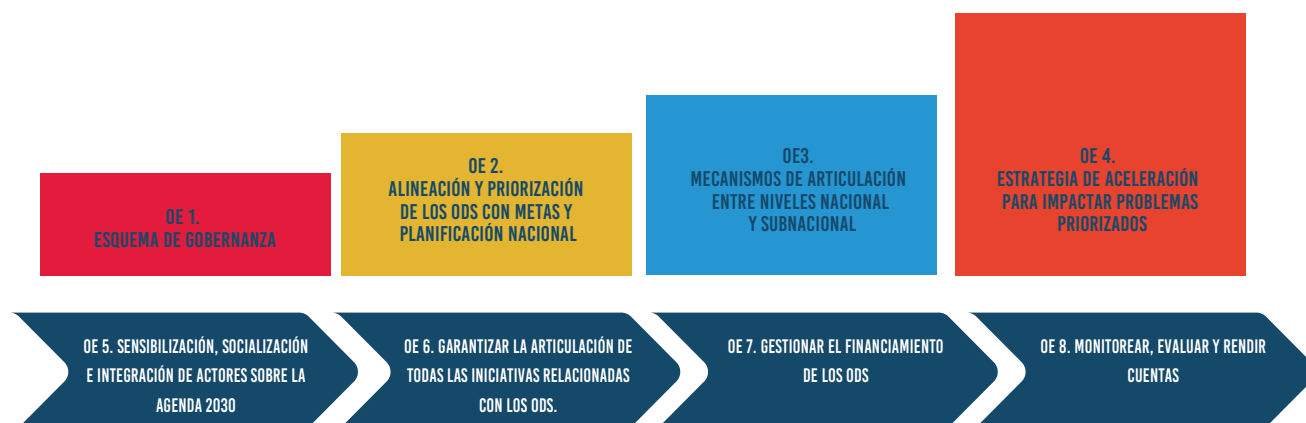 OE 1.
ESQUEMA DE GOBERNANZA
OE 2.
ALINEACIÓN Y PRIORIZACIÓN
DE LOS ODS CON METAS Y
PLANIFICACIÓN NACIONAL
OE3.
MECANISMOS DE ARTICULACIÓN
ENTRE NIVELES NACIONAL
Y SUBNACIONAL
OE 4.
ESTRATEGIA DE ACELERACIÓN
PARA IMPACTAR PROBLEMAS
PRIORIZADOS
OE 5. SENSIBILIZACIÓN, SOCIALIZACIÓN
E INTEGRACIÓN DE ACTORES SOBRE LA
AGENDA 2030
OE 6. GARANTIZAR LA ARTICULACIÓN DE
TODAS LAS INICIATIVAS RELACIONADAS
CON LOS ODS.
OE 7. GESTIONAR EL FINANCIAMIENTO
DE LOS ODS
OE 8. MONITOREAR, EVALUAR Y RENDIR
CUENTAS